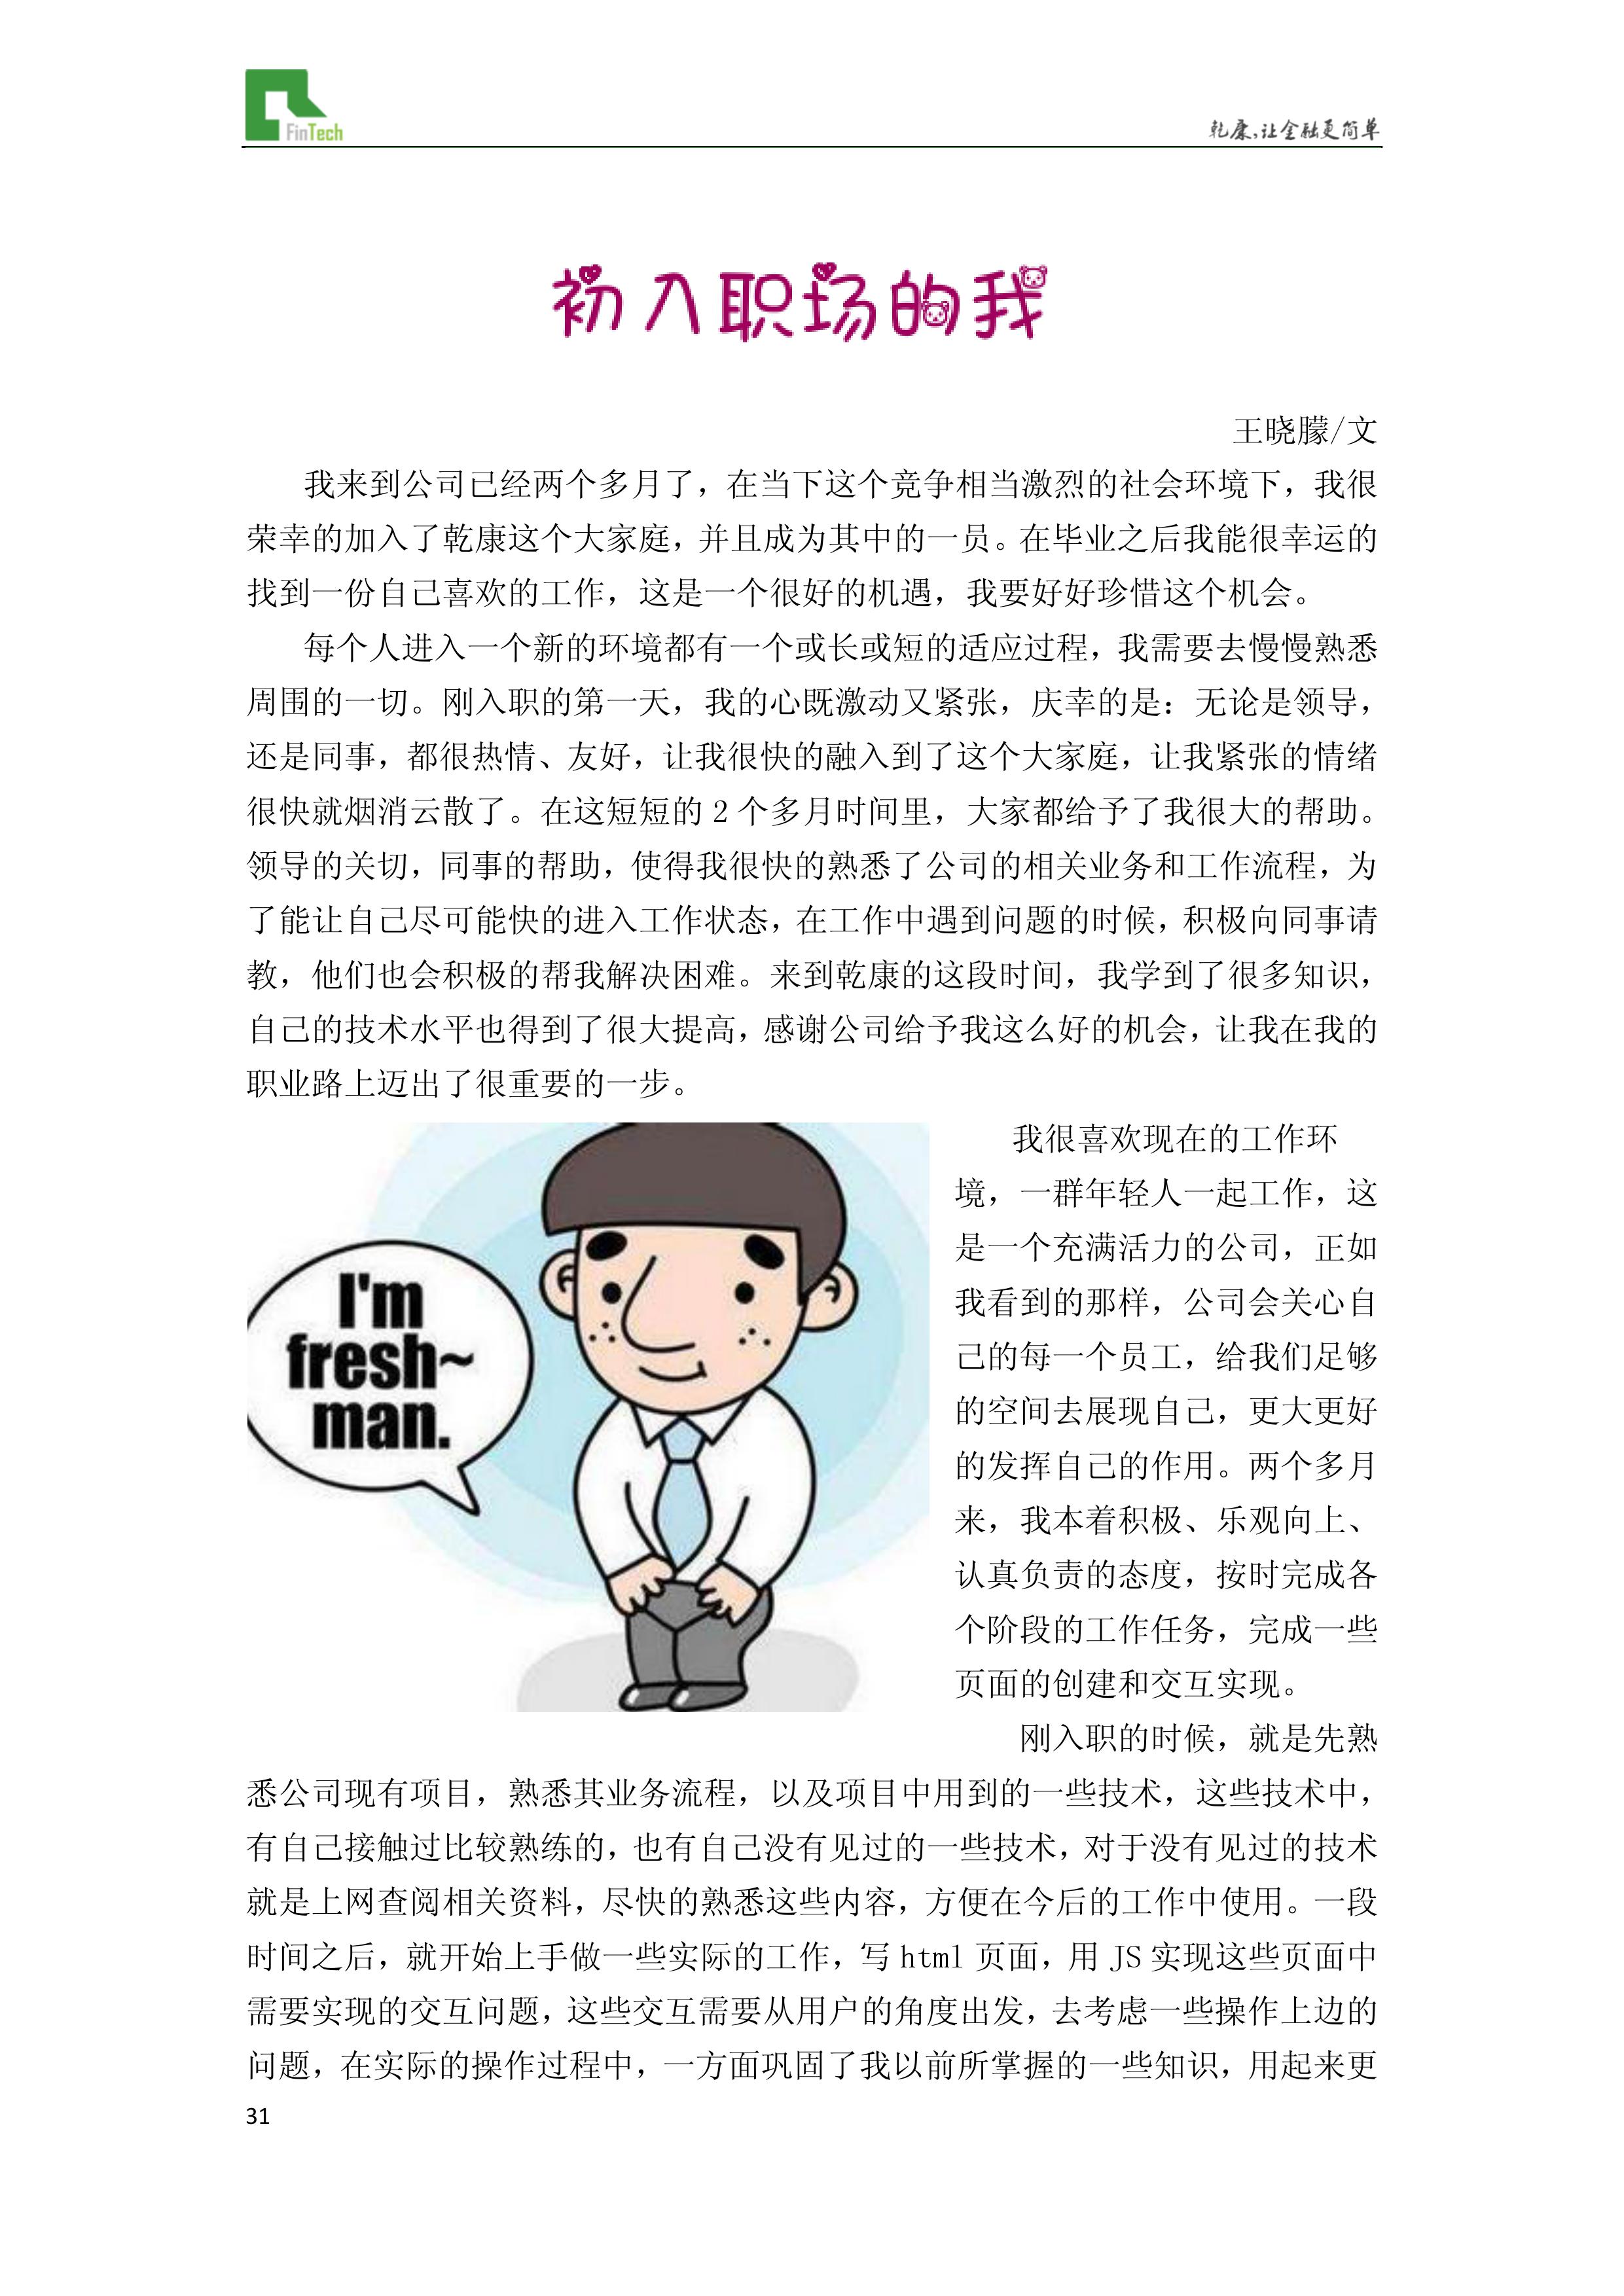 FinTech
乾康,让金融更简单
初入职场的我
王晓朦/文
我来到公司已经两个多月了，在当下这个竞争相当激烈的社会环境下，我很
荣幸的加入了乾康这个大家庭，并且成为其中的一员。在毕业之后我能很幸运的
找到一份自己喜欢的工作，这是一个很好的机遇，我要好好珍惜这个机会。
每个人进入一个新的环境都有一个或长或短的适应过程，我需要去慢慢熟悉
周围的一切。刚入职的第一天，我的心既激动又紧张，庆幸的是：无论是领导，
还是同事，都很热情、友好，让我很快的融入到了这个大家庭，让我紧张的情绪
很快就烟消云散了。在这短短的 2 个多月时间里，大家都给予了我很大的帮助。
领导的关切，同事的帮助，使得我很快的熟悉了公司的相关业务和工作流程，为
了能让自己尽可能快的进入工作状态，在工作中遇到问题的时候，积极向同事请
教，他们也会积极的帮我解决困难。来到乾康的这段时间，我学到了很多知识，
自己的技术水平也得到了很大提高，感谢公司给予我这么好的机会，让我在我的
职业路上迈出了很重要的一步。
I'm
fresh~
man.
我很喜欢现在的工作环
境，一群年轻人一起工作，这
是一个充满活力的公司，正如
我看到的那样，公司会关心自
己的每一个员工，给我们足够
的空间去展现自己，更大更好
的发挥自己的作用。两个多月
来，我本着积极、乐观向上、
认真负责的态度，按时完成各
个阶段的工作任务，完成一些
页面的创建和交互实现。
刚入职的时候，就是先熟
悉公司现有项目，熟悉其业务流程，以及项目中用到的一些技术，这些技术中，
有自己接触过比较熟练的，也有自己没有见过的一些技术，对于没有见过的技术
就是上网查阅相关资料，尽快的熟悉这些内容，方便在今后的工作中使用。一段
时间之后，就开始上手做一些实际的工作，写 html 页面，用 JS 实现这些页面中
需要实现的交互问题，这些交互需要从用户的角度出发，去考虑一些操作上边的
问题，在实际的操作过程中，一方面巩固了我以前所掌握的一些知识，用起来更
31